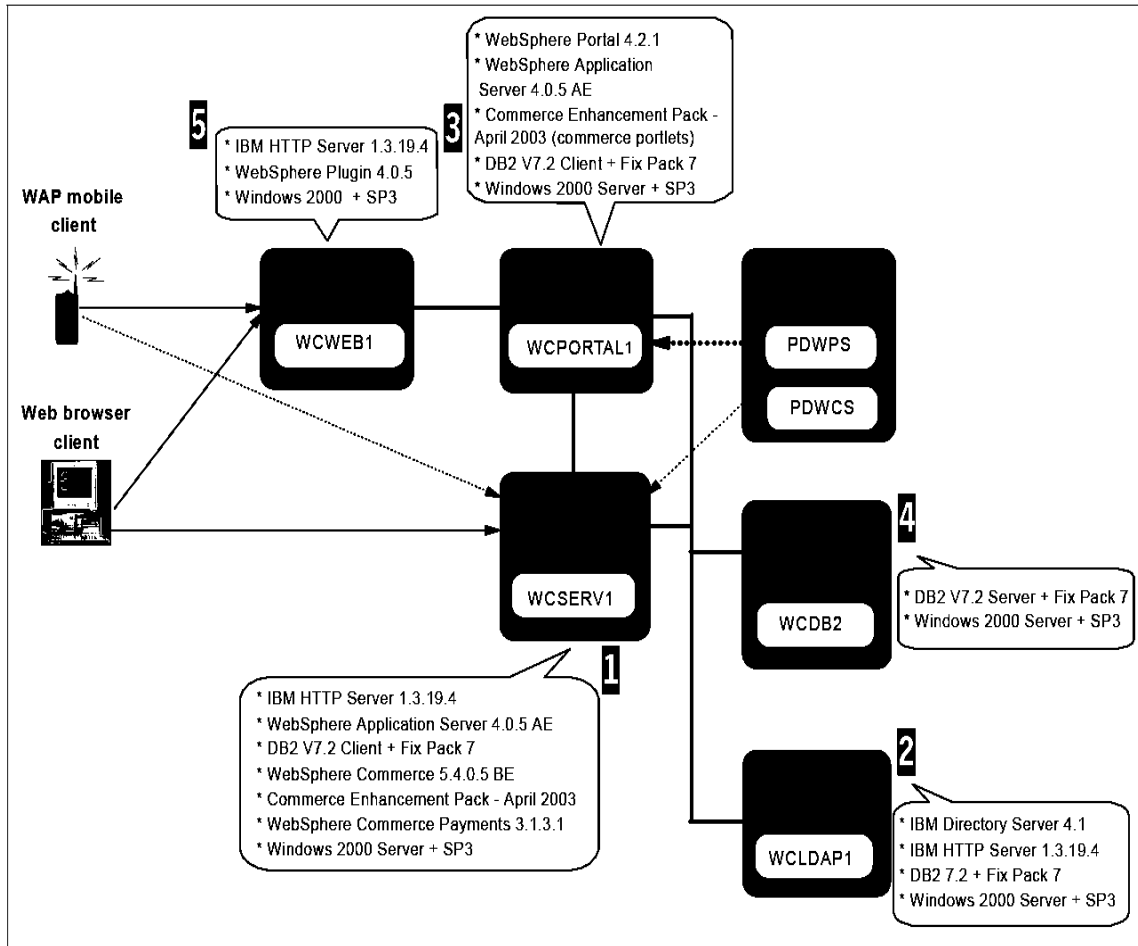 * WebSphere Portal 4.2.1
* WebSphere Application
Server 4.0.5 AE
* Commerce Enhancement Pack -
April 2003 (commerce portlets)
* DB2 V7.2 Client + Fix Pack 7
* Windows 2000 Server + SP3
3
5
* IBM HTTP Server 1.3.19.4
* WebSphere Plugin 4.0.5
* Windows 2000 + SP3
WAP mobile
client
WCWEB1
WCPORTAL1
PDWPS
PDWCS
Web browser
client
WCSERV1
4
* DB2 V7.2 Server + Fix Pack 7
* Windows 2000 Server + SP3
WCDB2
1
* IBM HTTP Server 1.3.19.4
* WebSphere Application Server 4.0.5 AE
* DB2 V7.2 Client + Fix Pack 7
* WebSphere Commerce 5.4.0.5 BE
* Commerce Enhancement Pack - April 2003
* WebSphere Commerce Payments 3.1.3.1
* Windows 2000 Server + SP3
2
WCLDAP1
* IBM Directory Server 4.1
* IBM HTTP Server 1.3.19.4
* DB2 7.2 + Fix Pack 7
* Windows 2000 Server + SP3